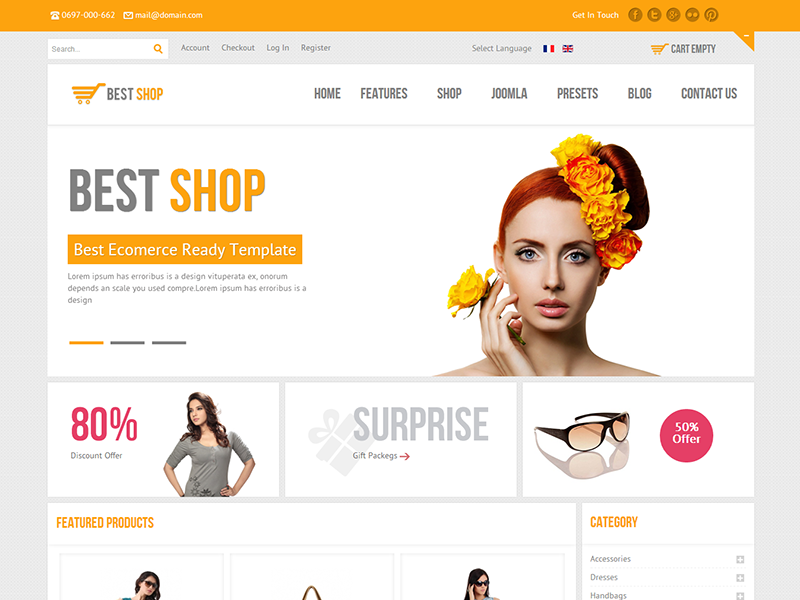 0697-000-662 mail@domain.com Get In Touch
Search... Account Checkout Log In Register Select Language CART EMPTY
BEST SHOP HOME FEATURES SHOP JOOMLA PRESETS BLOG CONTACT US
BEST SHOP
Best Ecomerce Ready Template
Lorem ipsum has erroribus is a design vituperata ex, onorum
depends an scale you used compre.Lorem ipsum has erroribus is a
design
80%
Discount Offer
SURPRISE
Gift Packegs
50%
Offer
FEATURED PRODUCTS
CATEGORY
Accessories
Dresses
Handbags